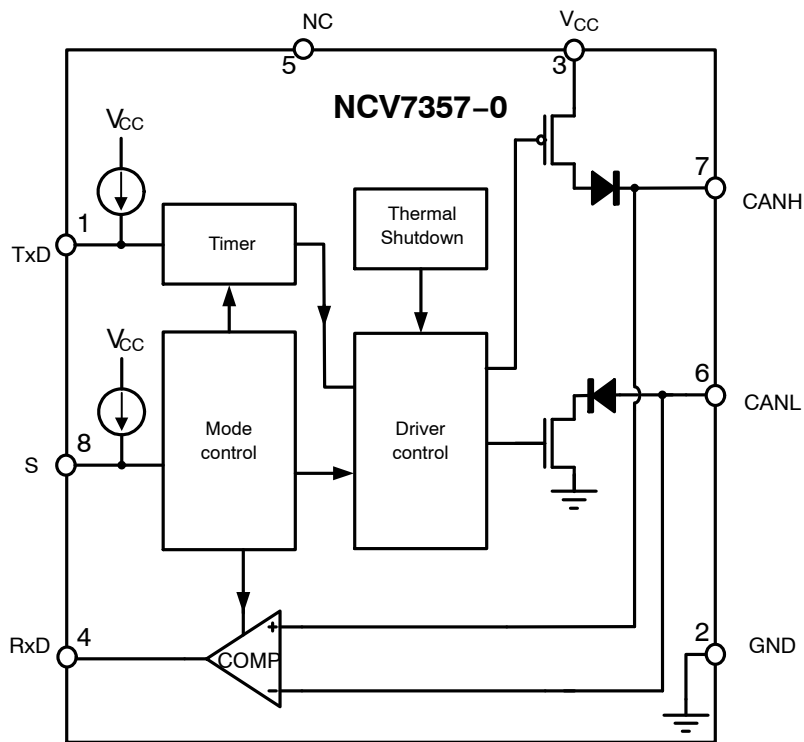 NC
VCC
5
3
NCV7357–0
VCC
7
CANH
1
TxD
Timer
Thermal
Shutdown
VCC
6
CANL
8
S
Mode
control
Driver
control
RxD
4
COMP
+
−
2
GND